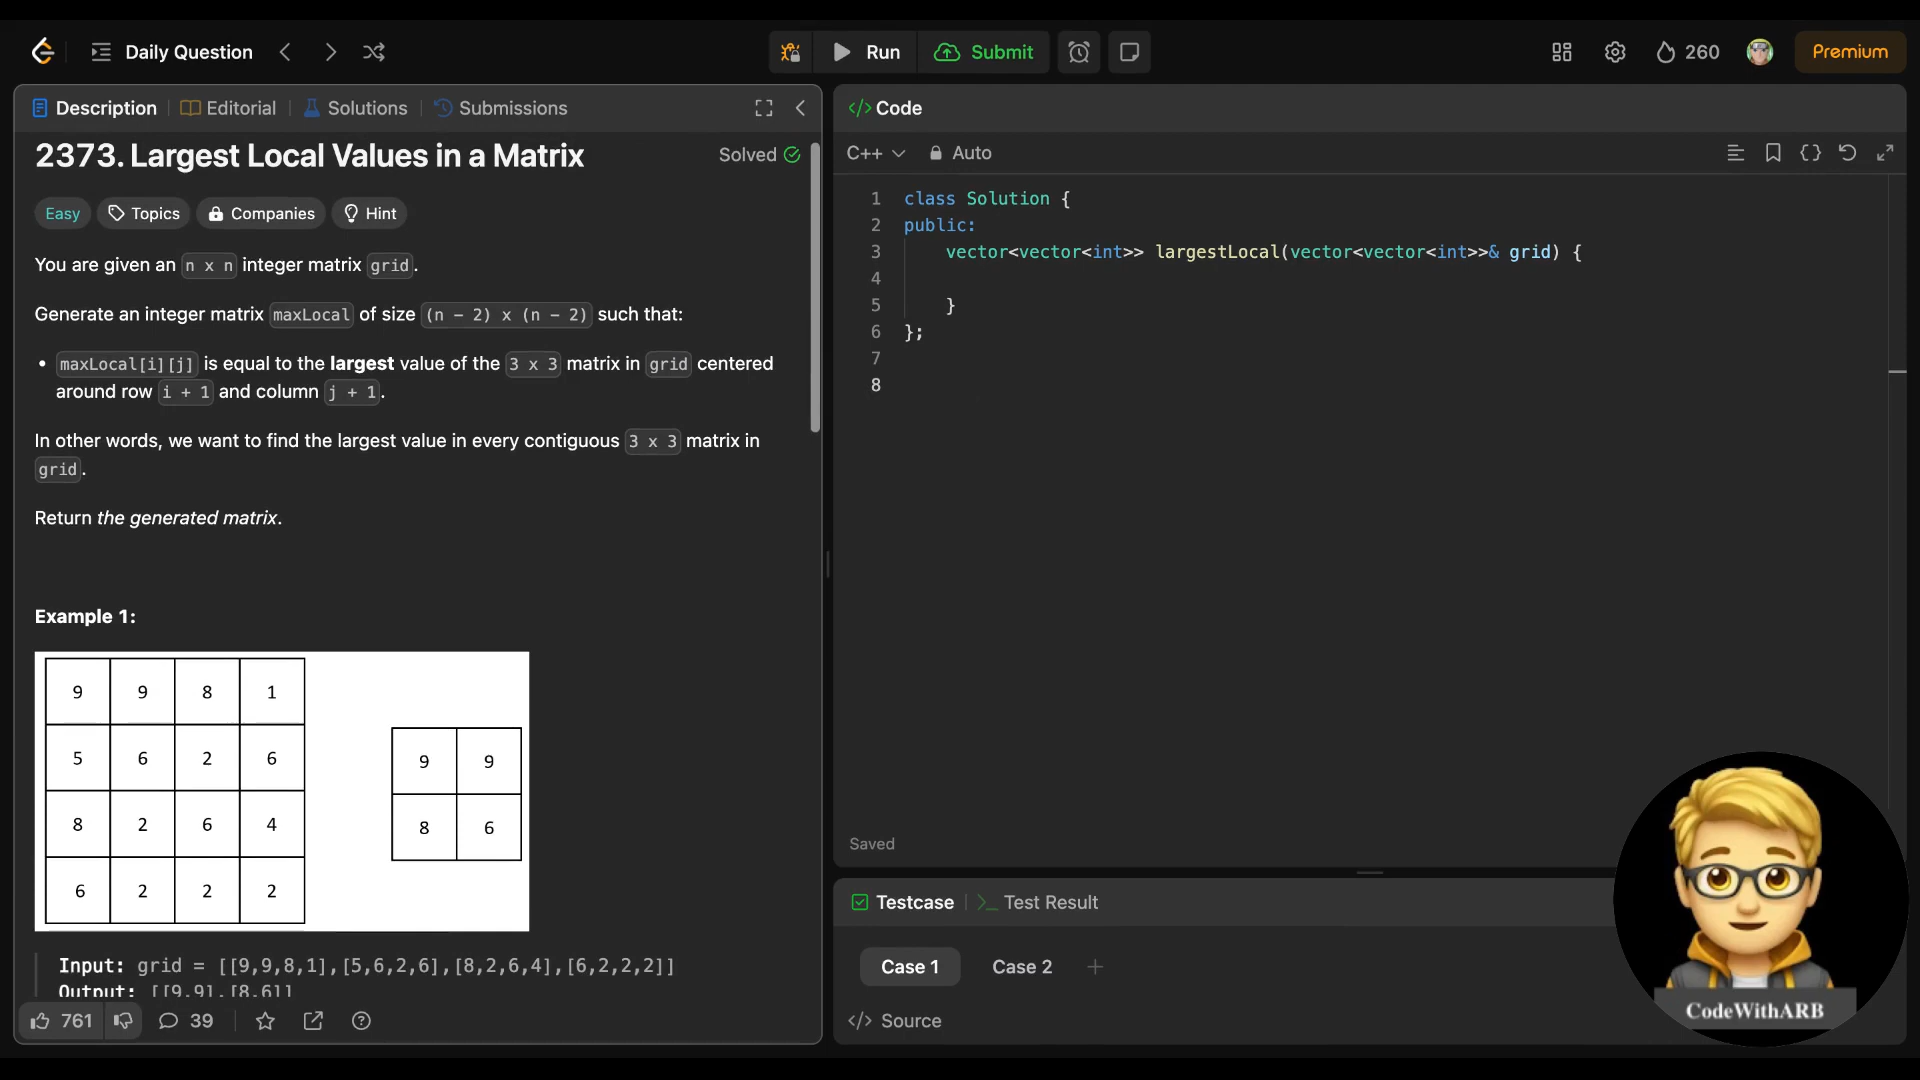 Daily Question
Run
Submit
260
Premium
Description
Editorial
Solutions
Submissions
2373. Largest Local Values in a Matrix
Solved
Easy
Topics
Companies
Hint
You are given an n x n integer matrix grid.
Generate an integer matrix maxLocal of size (n - 2) x (n - 2) such that:
• maxLocal[i][j] is equal to the largest value of the 3 x 3 matrix in grid centered
around row i + 1 and column j + 1.
In other words, we want to find the largest value in every contiguous 3 x 3 matrix in
grid.
Return the generated matrix.
Example 1:
9 9 8 1
5 6 2 6
8 2 6 4
6 2 2 2
9 9
8 6
Input: grid = [[9,9,8,1],[5,6,2,6],[8,2,6,4],[6,2,2,2]]
Output: [[9,9],[8,6]]
761
39
</> Code
C++
Auto
1 class Solution {
2 public:
3 vector<vector<int>> largestLocal(vector<vector<int>>& grid) {
4
5 }
6 };
7
8
Saved
Testcase
>_ Test Result
Case 1
Case 2
+
</> Source
CodeWithARB